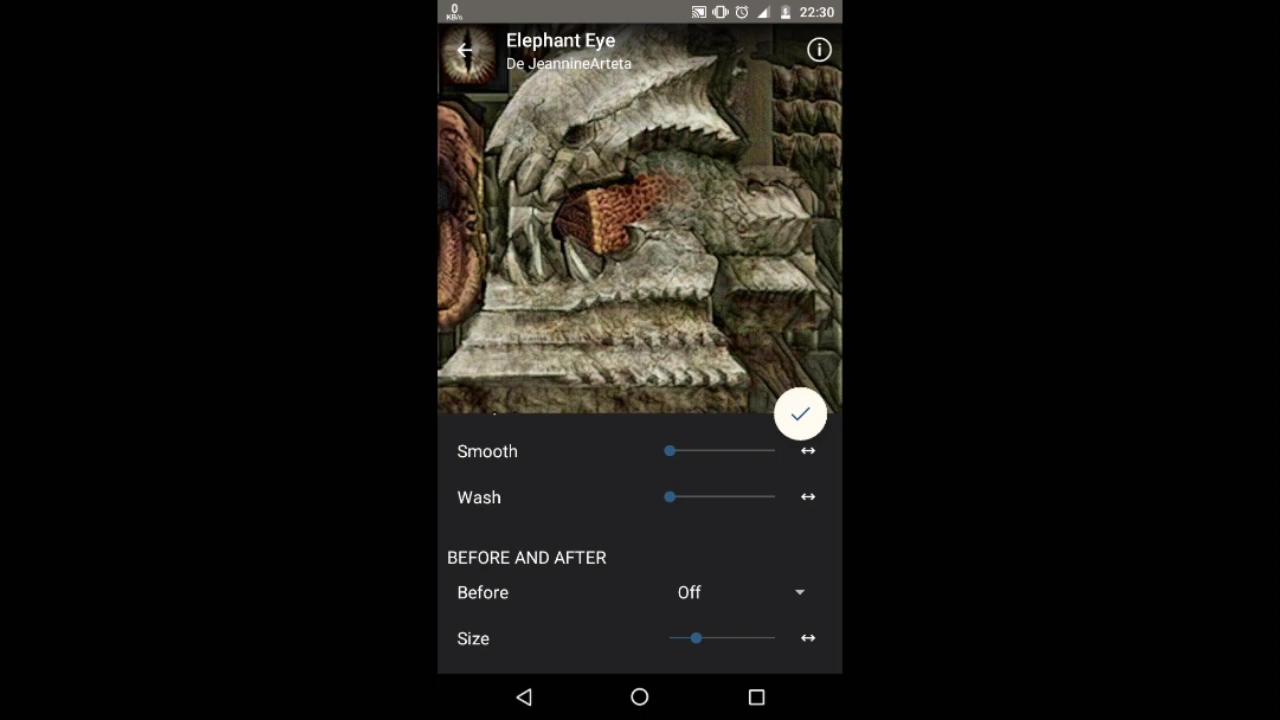 0
KB/s
22:30
Elephant Eye
De JeannineArteta
Smooth
Wash
BEFORE AND AFTER
Before Off
Size